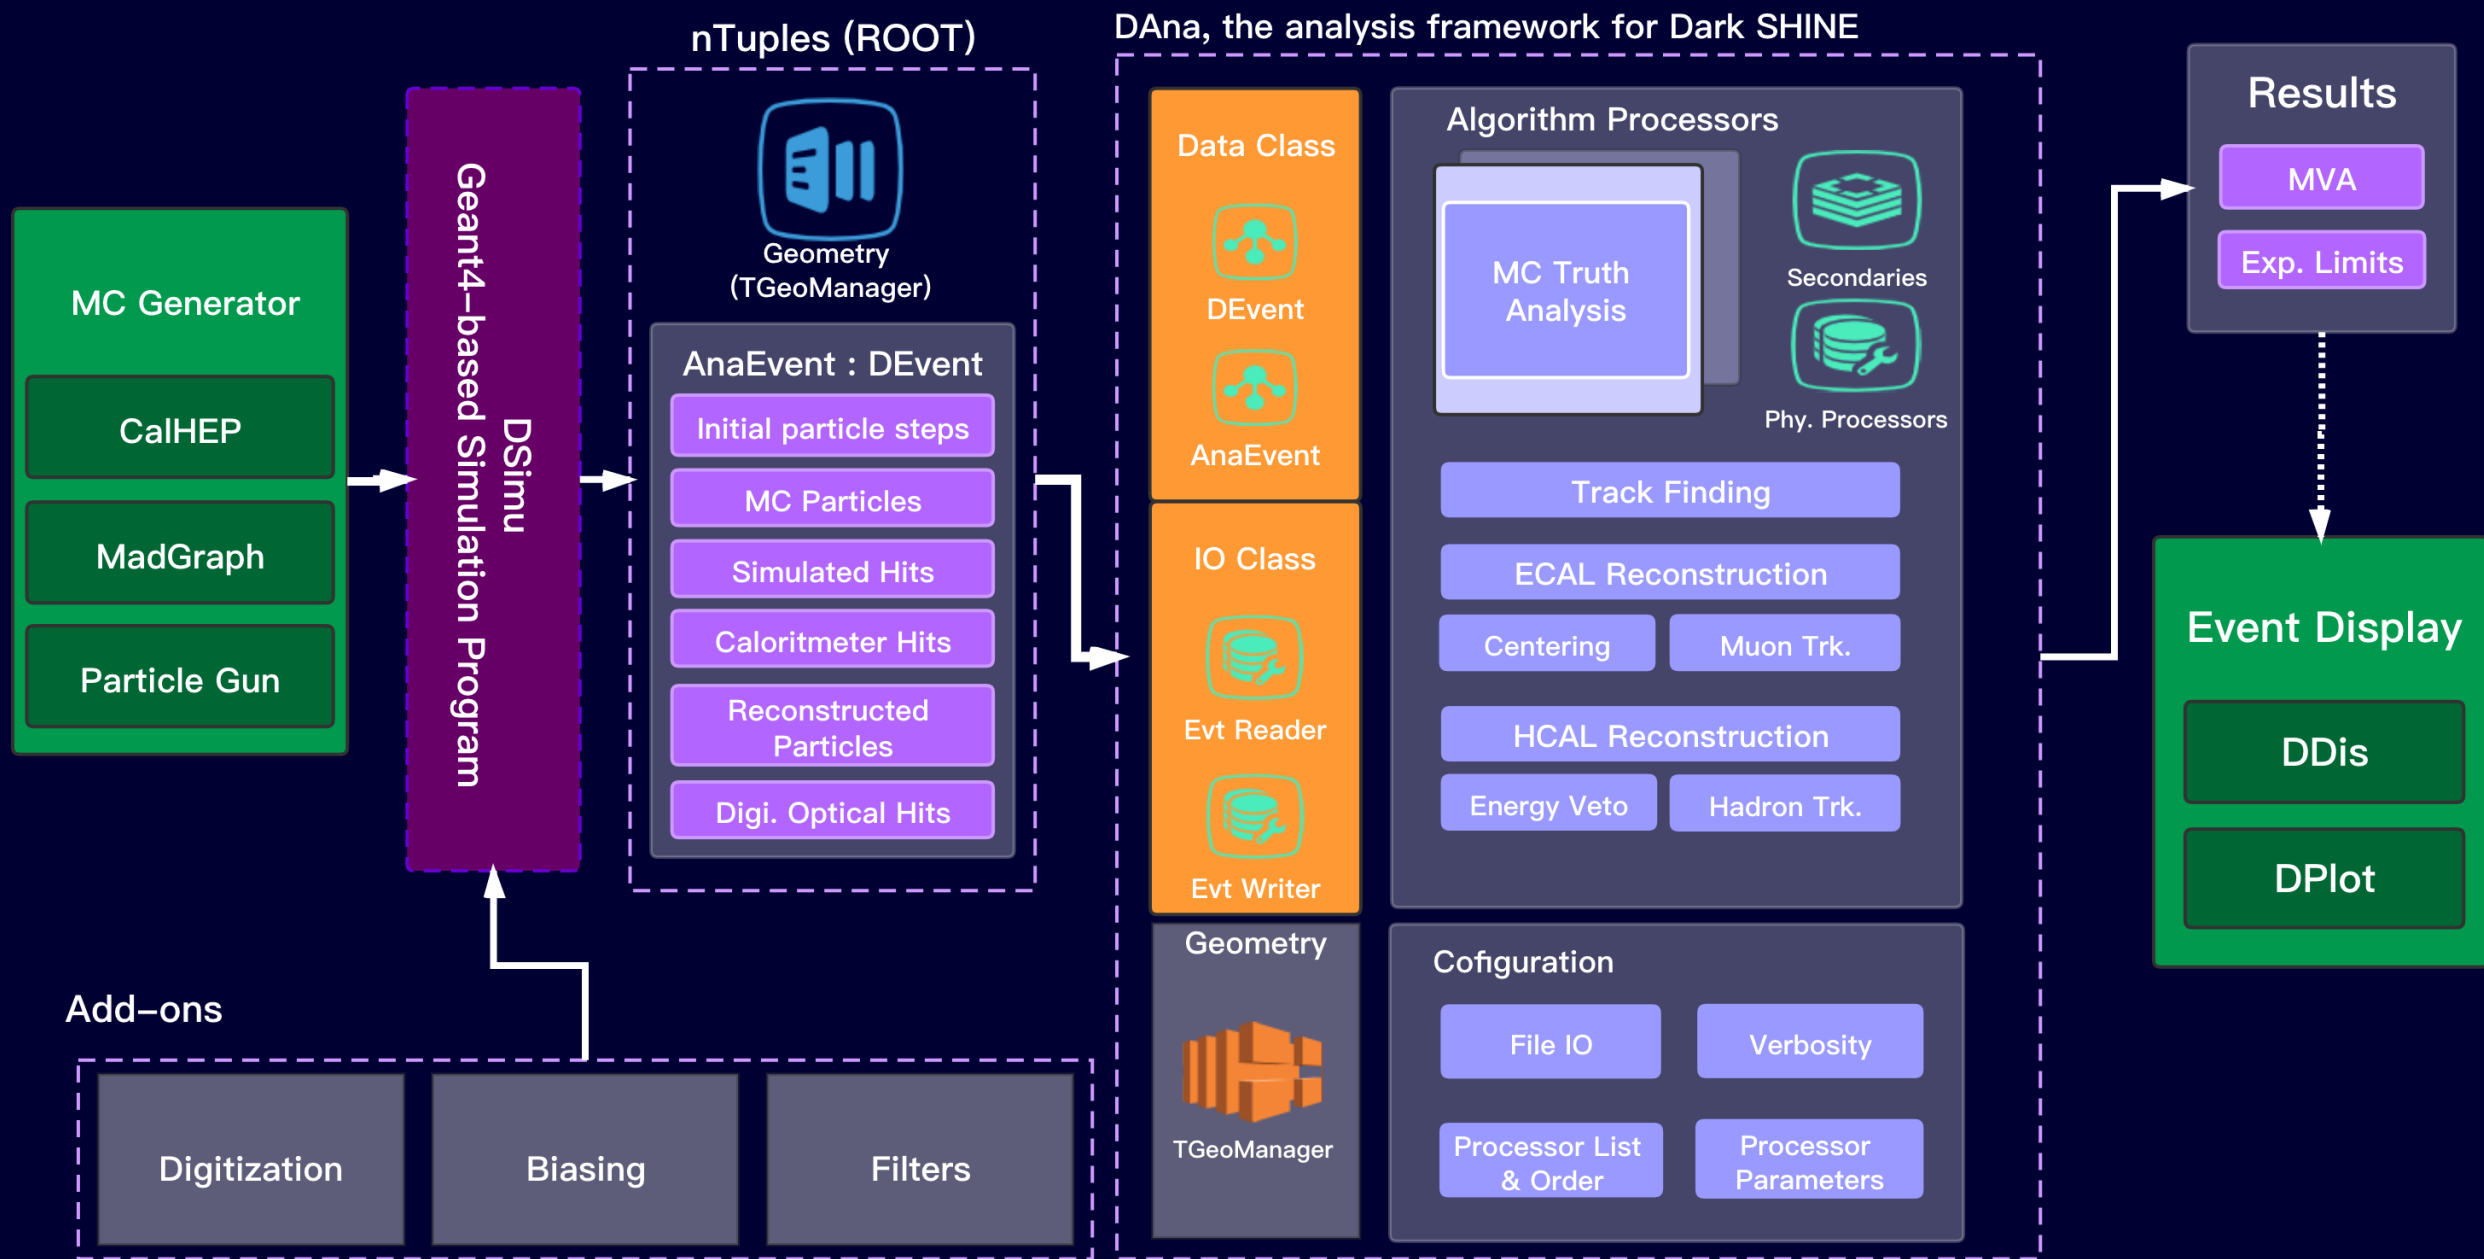 nTuples (ROOT)
DAna, the analysis framework for Dark SHINE
MC Generator
CalHEP
MadGraph
Particle Gun
DSimu
Geant4-based Simulation Program
Geometry
(TGeoManager)
AnaEvent : DEvent
Initial particle steps
MC Particles
Simulated Hits
Caloritmeter Hits
Reconstructed
Particles
Digi. Optical Hits
Add-ons
Digitization
Biasing
Filters
Data Class
DEvent
AnaEvent
IO Class
Evt Reader
Evt Writer
Geometry
TGeoManager
Algorithm Processors
MC Truth
Analysis
Secondaries
Phy. Processors
Track Finding
ECAL Reconstruction
Centering
Muon Trk.
HCAL Reconstruction
Energy Veto
Hadron Trk.
Cofiguration
File IO
Verbosity
Processor List
& Order
Processor
Parameters
Results
MVA
Exp. Limits
Event Display
DDis
DPlot